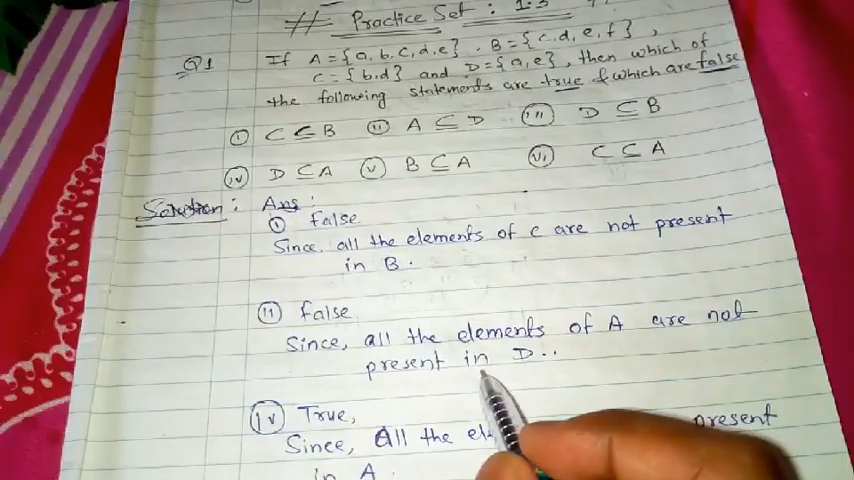 # Practice Set : 1.3
Q1 If A = {a, b, c, d, e} . B = {c, d, e, f} ,
C = {b, d} and D = {a, e} , then which of
the following statements are true & which are false
(i) C ⊆ B (ii) A ⊆ D (iii) D ⊆ B
(iv) D ⊂ A (v) B ⊆ A (vi) C ⊆ A
Solution : Ans :
(i) false
Since, all the elements of c are not present
in B.
(ii) false
Since, all the elements of A are not
present in D..
(iv) True,
Since, All the present
in A.